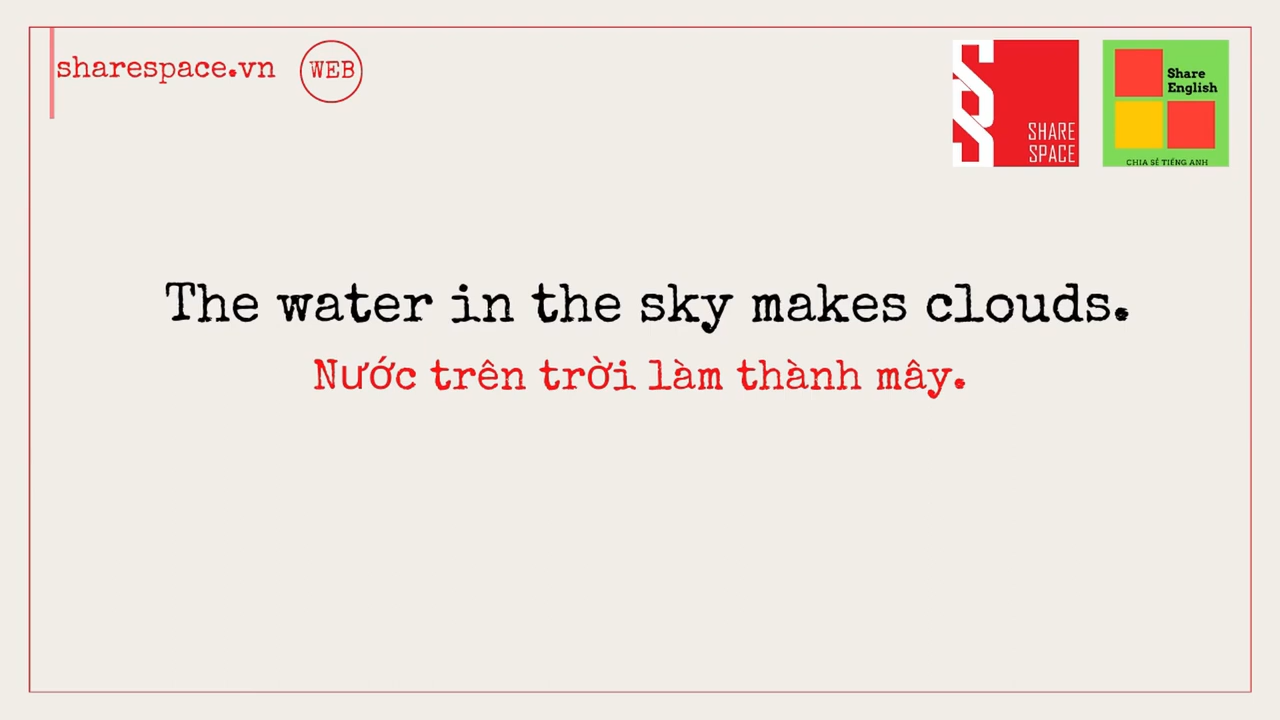 sharespace.vn WEB
SHARE
SPACE
Share
English
CHIA SẺ TIẾNG ANH
The water in the sky makes clouds.
Nước trên trời làm thành mây.